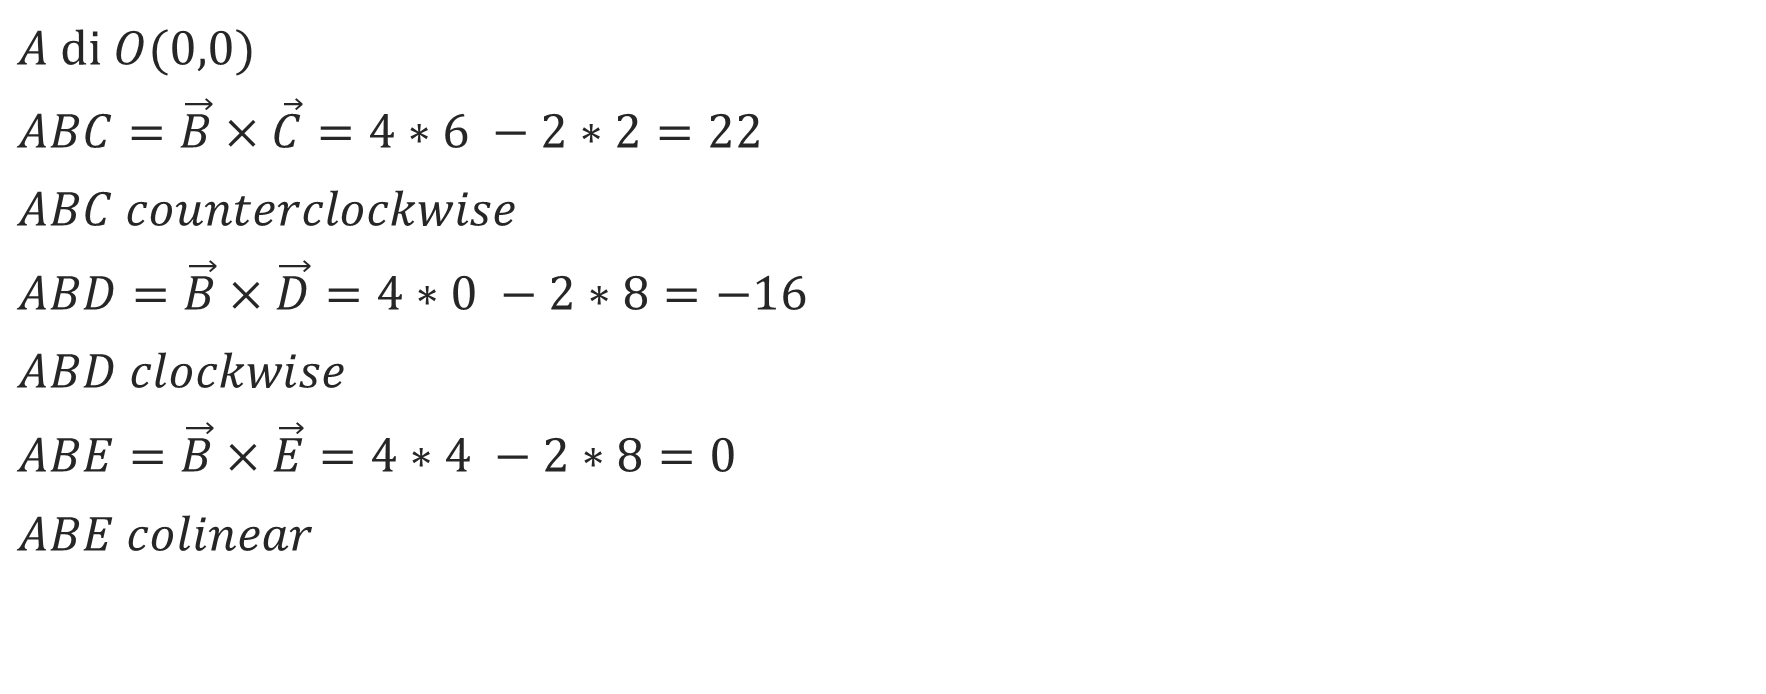 A di O(0,0)
ABC = B⃗ × C⃗ = 4 ∗ 6 − 2 ∗ 2 = 22
ABC counterclockwise
ABD = B⃗ × D⃗ = 4 ∗ 0 − 2 ∗ 8 = −16
ABD clockwise
ABE = B⃗ × E⃗ = 4 ∗ 4 − 2 ∗ 8 = 0
ABE colinear